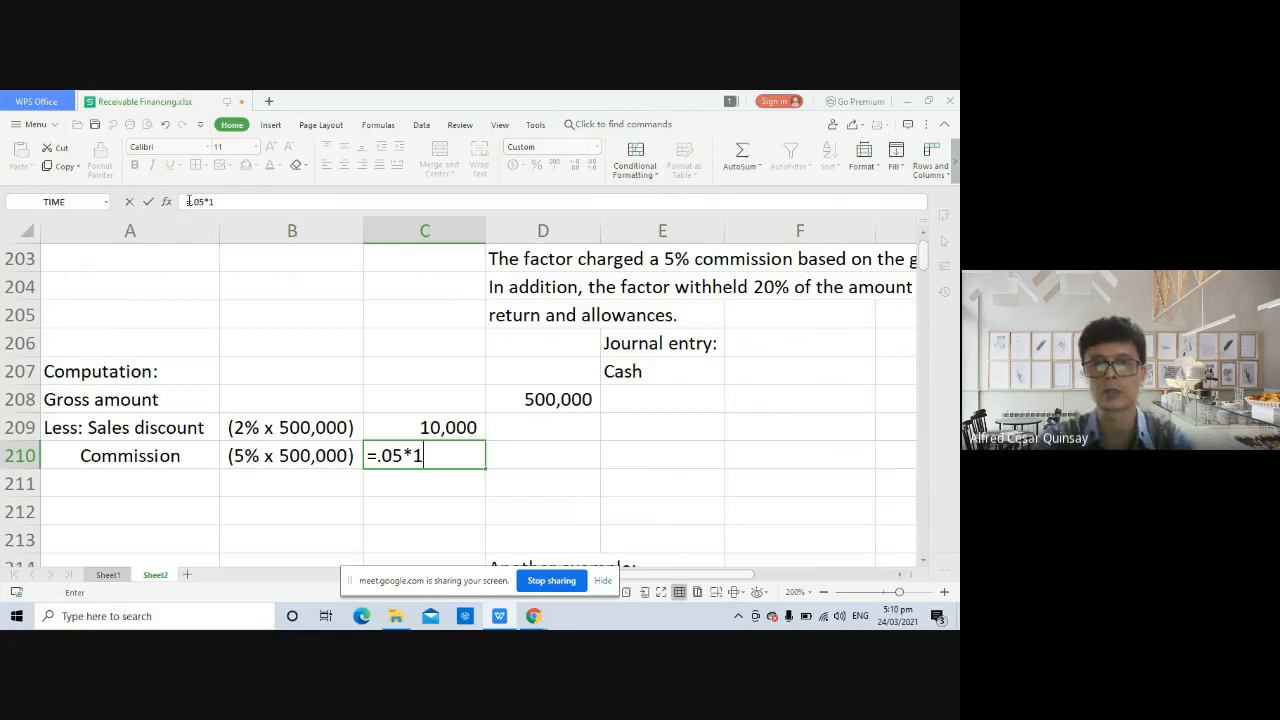 WPS Office
Receivable Financing.xlsx
+
1
Sign in
Go Premium
Menu
Home
Insert
Page Layout
Formulas
Data
Review
View
Tools
Click to find commands
Paste
Cut
Copy
Format Painter
Calibri
11
B I U
Merge and Center
Wrap Text
Custom
Conditional Formatting
Format as Table
AutoSum
AutoFilter
Sort
Format
Fill
Rows and Columns
TIME
fx
=.05*1
A B C D E F
203 The factor charged a 5% commission based on the g
204 In addition, the factor withheld 20% of the amount
205 return and allowances.
206 Journal entry:
207 Computation: Cash
208 Gross amount 500,000
209 Less: Sales discount (2% x 500,000) 10,000
210 Commission (5% x 500,000) =.05*1
211
212
213
214 Another example:
Sheet1
Sheet2
+
meet.google.com is sharing your screen.
Stop sharing
Hide
Enter
200%
Type here to search
ENG
5:10 pm
24/03/2021
3
Alfred Cesar Quinsay